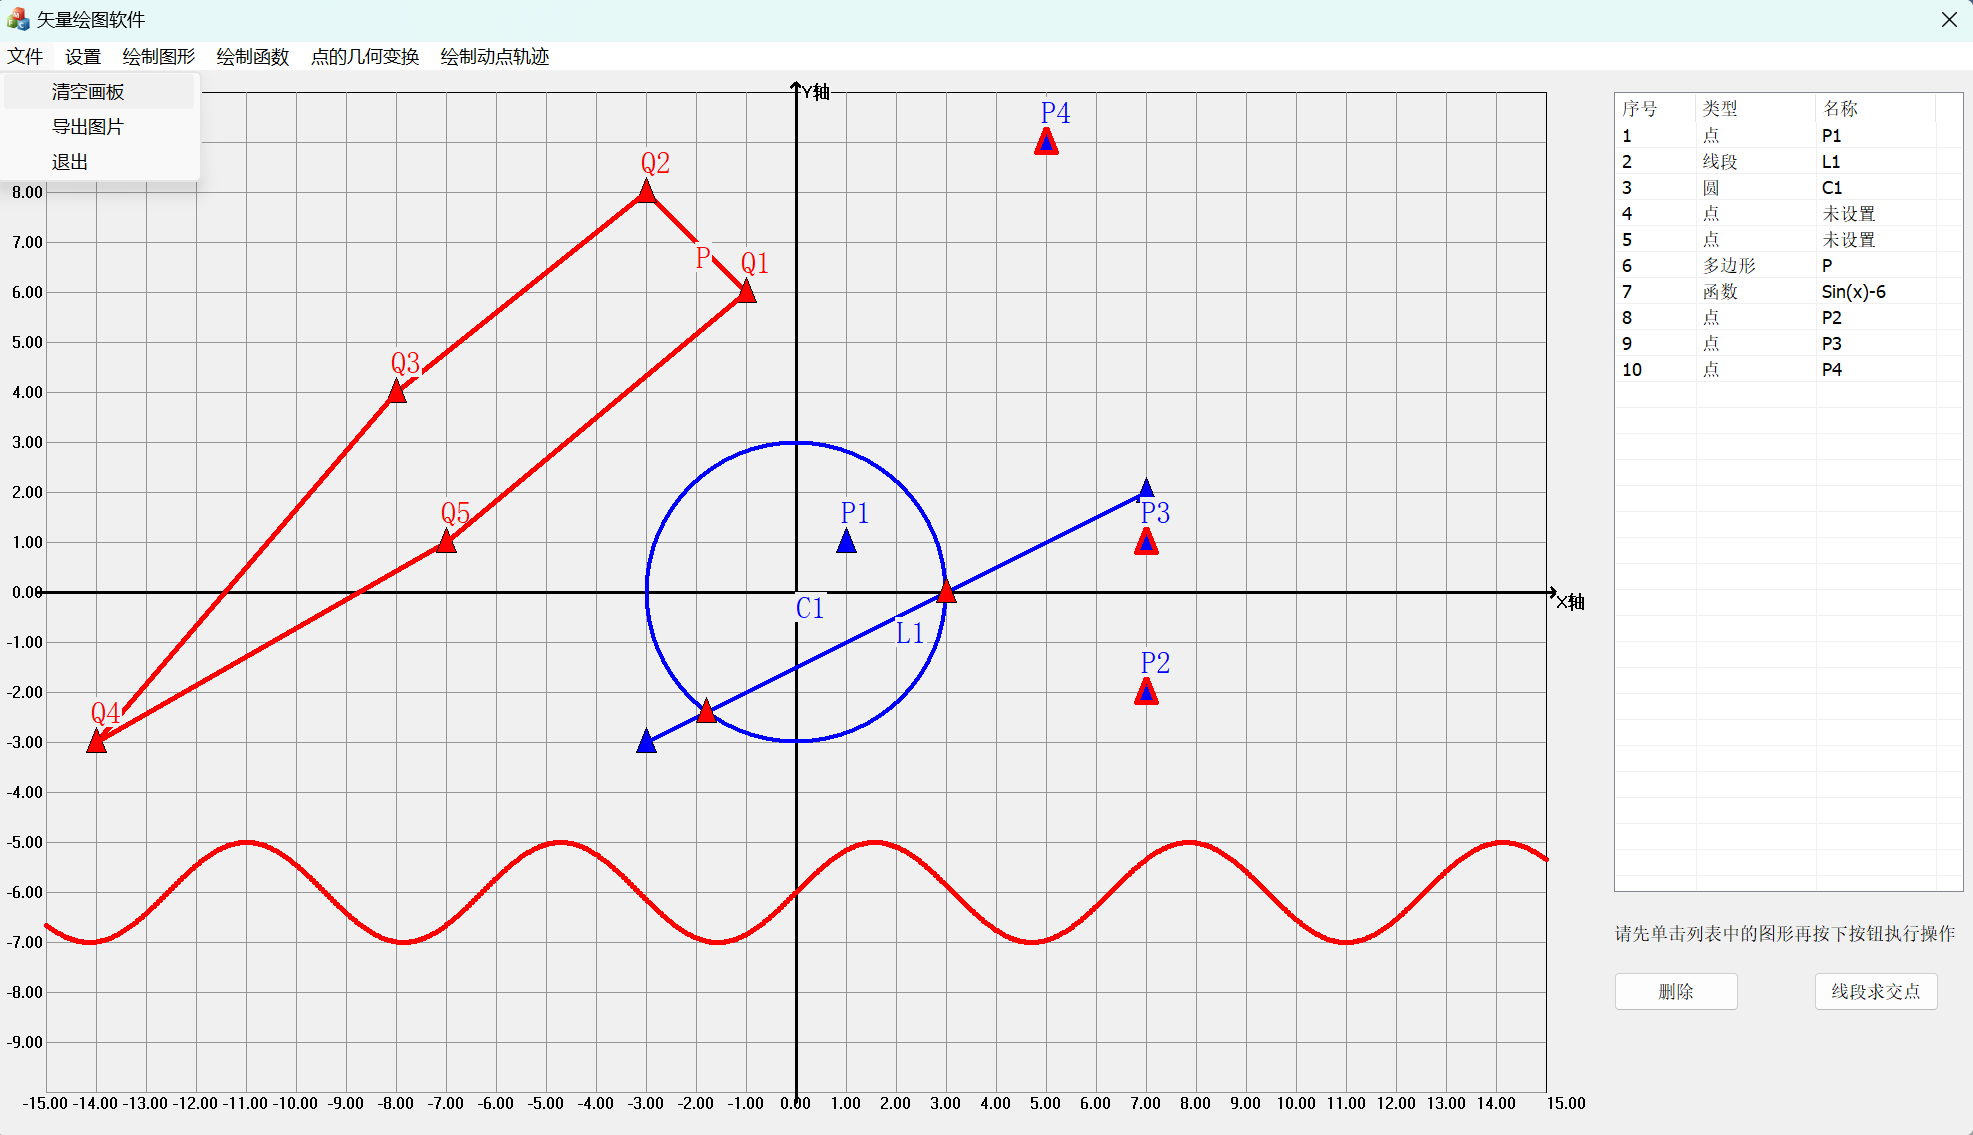 矢量绘图软件
文件 设置 绘制图形 绘制函数 点的几何变换 绘制动点轨迹
清空画板
导出图片
退出
Y轴
P4
Q2
P
Q1
Q3
Q5
P1
P3
C1
L1
X轴
P2
Q4
8.00
7.00
6.00
5.00
4.00
3.00
2.00
1.00
0.00
-1.00
-2.00
-3.00
-4.00
-5.00
-6.00
-7.00
-8.00
-9.00
-15.00 -14.00 -13.00 -12.00 -11.00 -10.00 -9.00 -8.00 -7.00 -6.00 -5.00 -4.00 -3.00 -2.00 -1.00 0.00 1.00 2.00 3.00 4.00 5.00 6.00 7.00 8.00 9.00 10.00 11.00 12.00 13.00 14.00 15.00
序号 类型 名称
1 点 P1
2 线段 L1
3 圆 C1
4 点 未设置
5 点 未设置
6 多边形 P
7 函数 Sin(x)-6
8 点 P2
9 点 P3
10 点 P4
请先单击列表中的图形再按下按钮执行操作
删除 线段求交点